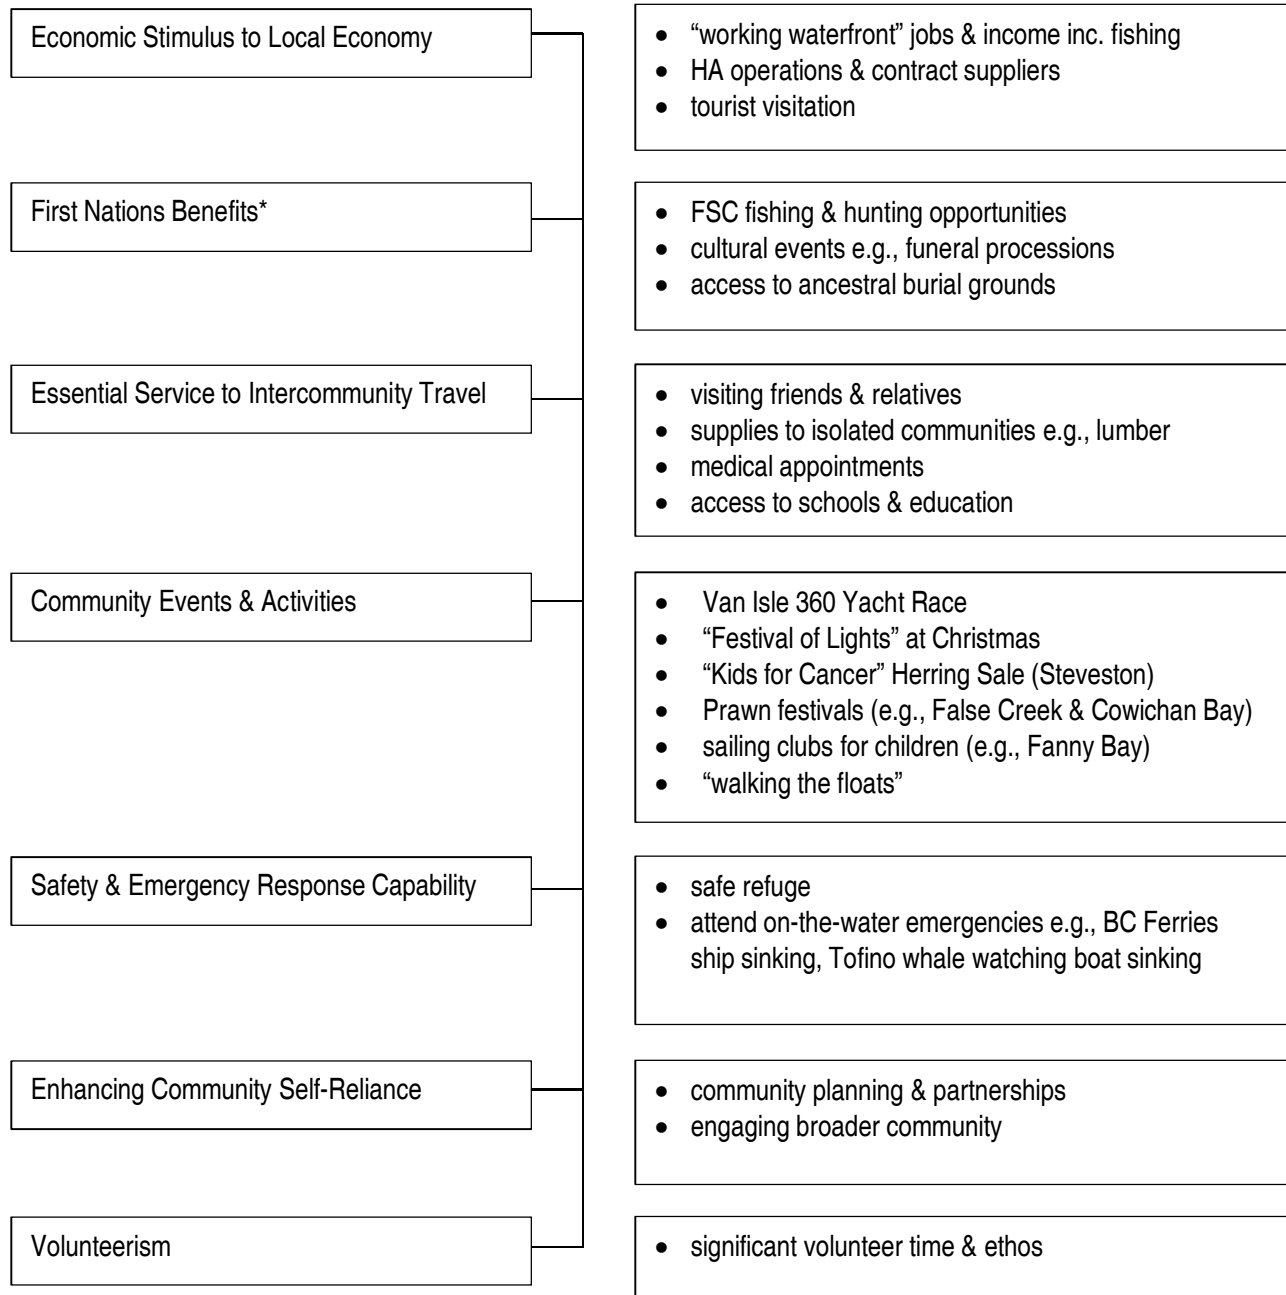 Economic Stimulus to Local Economy
• “working waterfront” jobs & income inc. fishing
• HA operations & contract suppliers
• tourist visitation
First Nations Benefits*
• FSC fishing & hunting opportunities
• cultural events e.g., funeral processions
• access to ancestral burial grounds
Essential Service to Intercommunity Travel
• visiting friends & relatives
• supplies to isolated communities e.g., lumber
• medical appointments
• access to schools & education
Community Events & Activities
• Van Isle 360 Yacht Race
• “Festival of Lights” at Christmas
• “Kids for Cancer” Herring Sale (Steveston)
• Prawn festivals (e.g., False Creek & Cowichan Bay)
• sailing clubs for children (e.g., Fanny Bay)
• “walking the floats”
Safety & Emergency Response Capability
• safe refuge
• attend on-the-water emergencies e.g., BC Ferries
ship sinking, Tofino whale watching boat sinking
Enhancing Community Self-Reliance
• community planning & partnerships
• engaging broader community
Volunteerism
• significant volunteer time & ethos